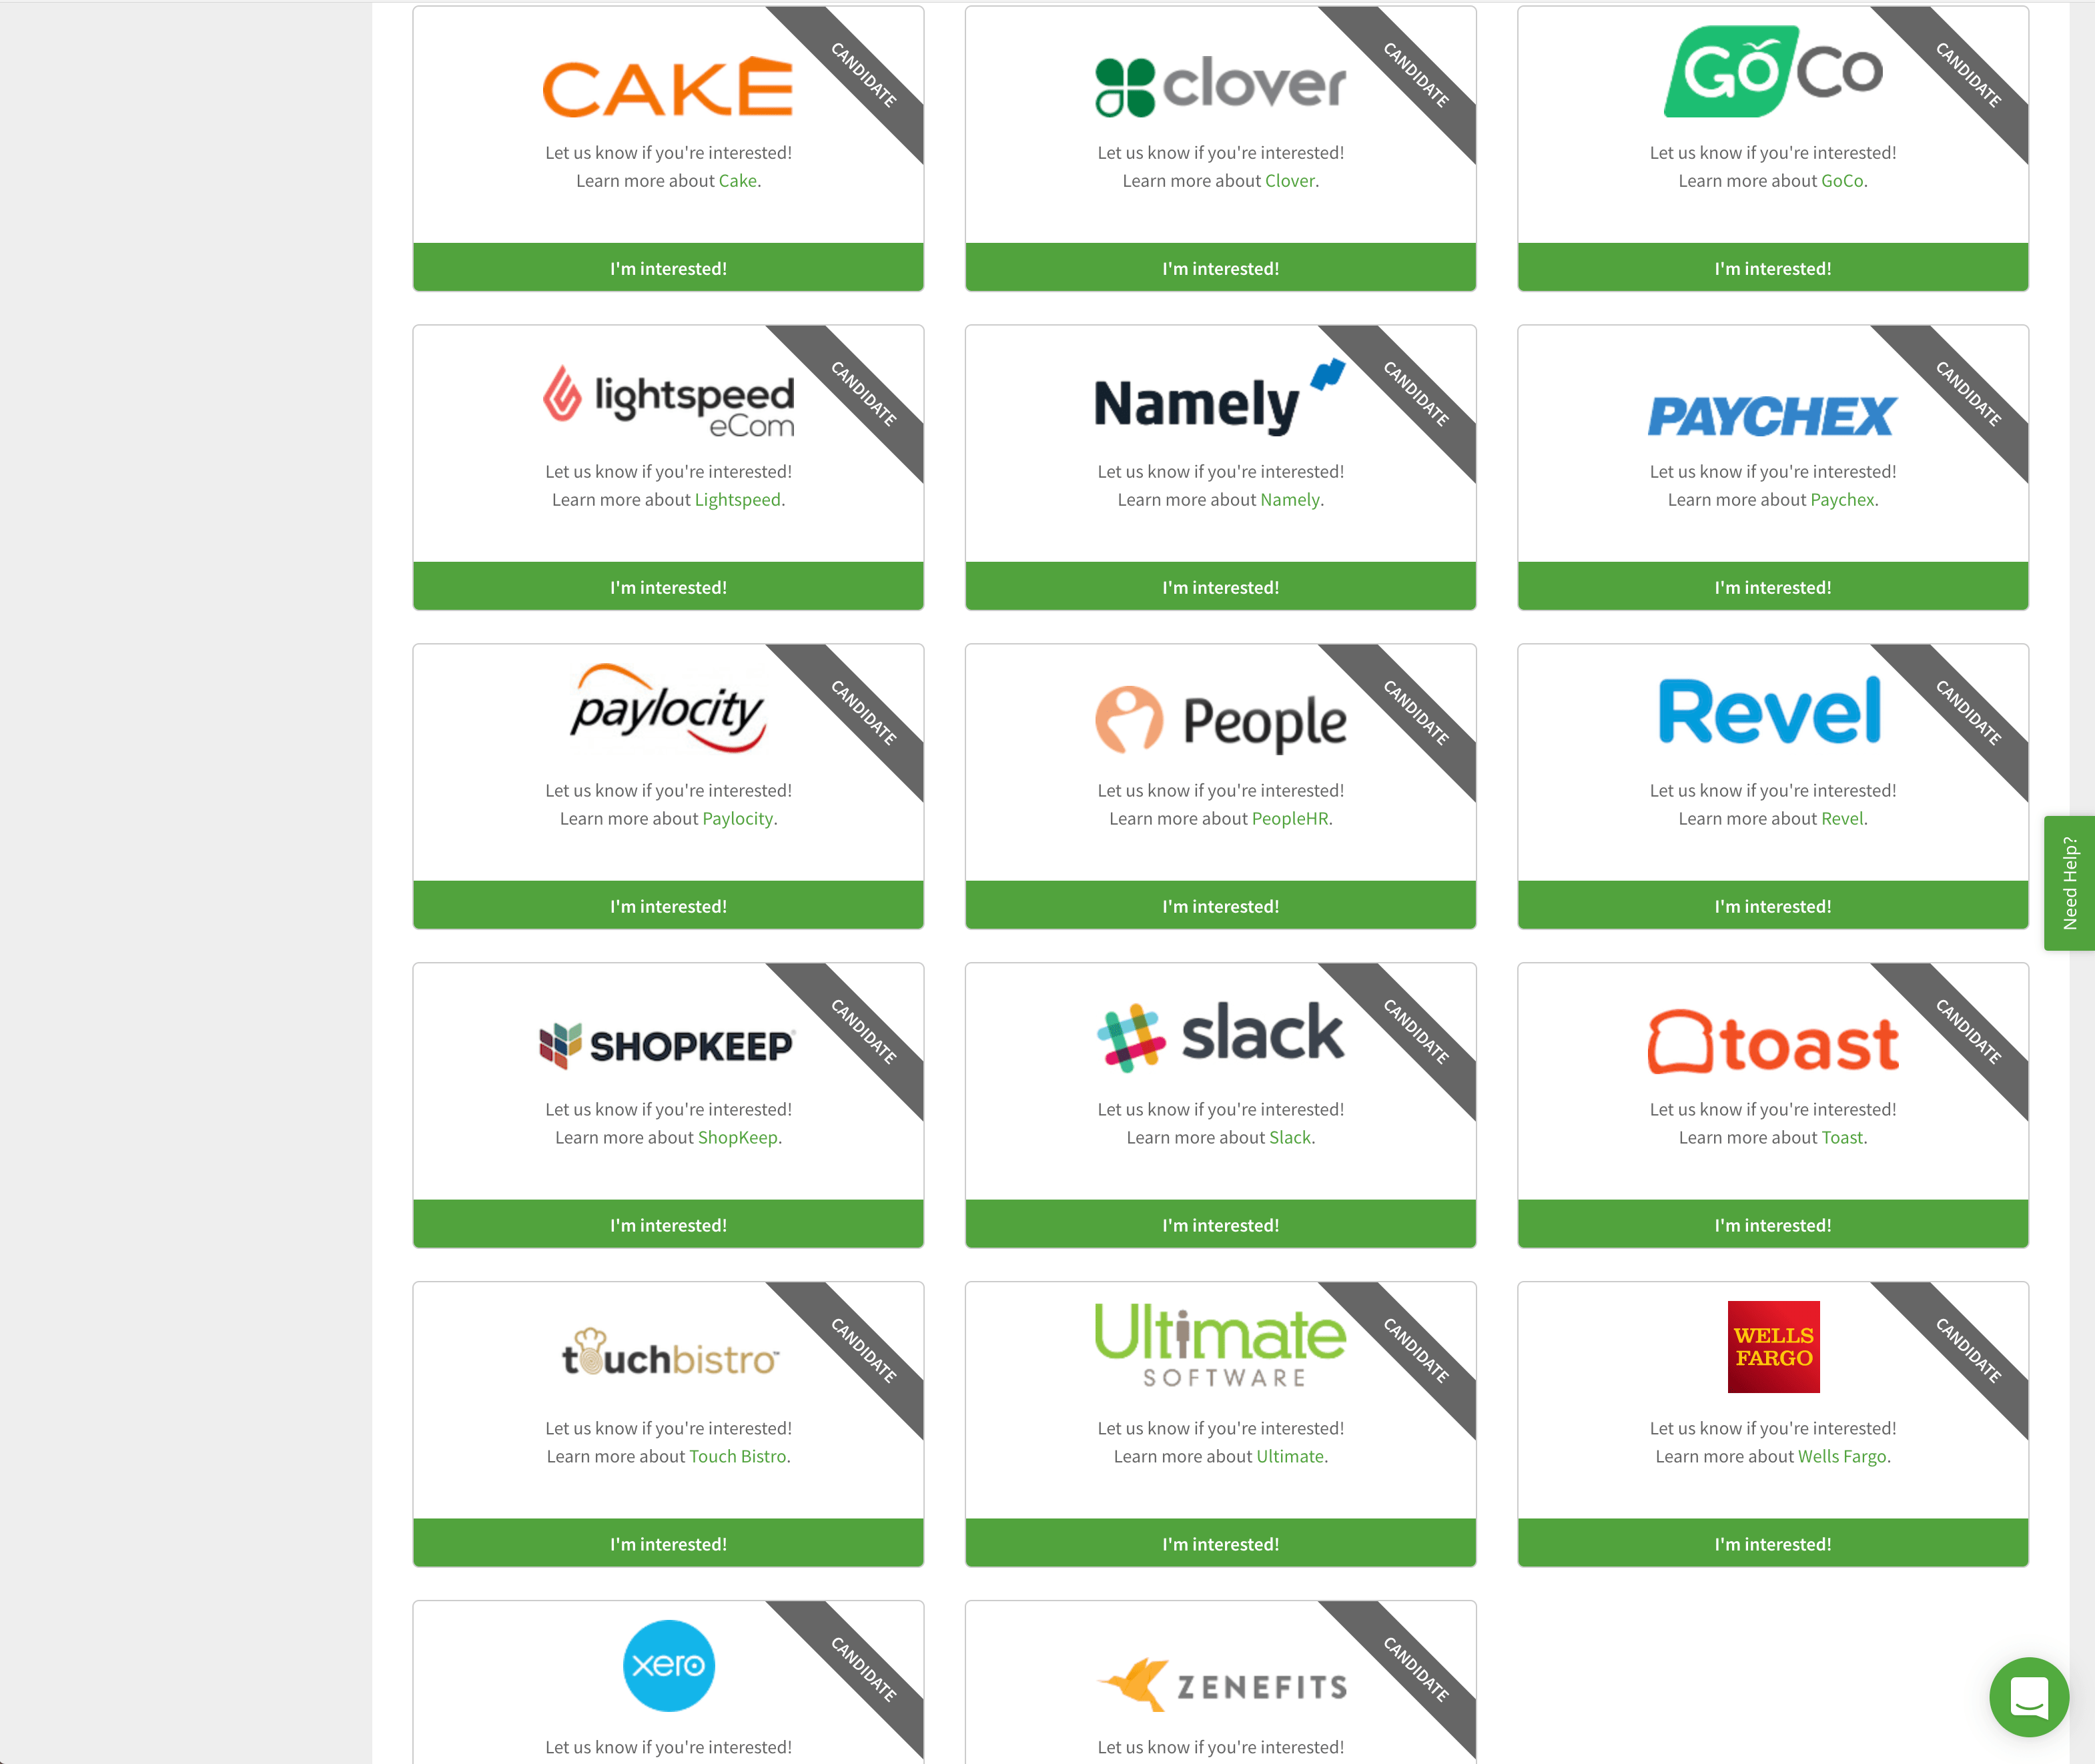 CAKE
CANDIDATE
Let us know if you're interested!
Learn more about Cake.
I'm interested!
clover
CANDIDATE
Let us know if you're interested!
Learn more about Clover.
I'm interested!
GoCo
CANDIDATE
Let us know if you're interested!
Learn more about GoCo.
I'm interested!
lightspeed
eCom
CANDIDATE
Let us know if you're interested!
Learn more about Lightspeed.
I'm interested!
Namely
CANDIDATE
Let us know if you're interested!
Learn more about Namely.
I'm interested!
PAYCHEX
CANDIDATE
Let us know if you're interested!
Learn more about Paychex.
I'm interested!
paylocity
CANDIDATE
Let us know if you're interested!
Learn more about Paylocity.
I'm interested!
People
CANDIDATE
Let us know if you're interested!
Learn more about PeopleHR.
I'm interested!
Revel
CANDIDATE
Let us know if you're interested!
Learn more about Revel.
I'm interested!
Need Help?
SHOPKEEP
CANDIDATE
Let us know if you're interested!
Learn more about ShopKeep.
I'm interested!
slack
CANDIDATE
Let us know if you're interested!
Learn more about Slack.
I'm interested!
toast
CANDIDATE
Let us know if you're interested!
Learn more about Toast.
I'm interested!
touchbistro™
CANDIDATE
Let us know if you're interested!
Learn more about Touch Bistro.
I'm interested!
Ultimate
SOFTWARE
CANDIDATE
Let us know if you're interested!
Learn more about Ultimate.
I'm interested!
WELLS
FARGO
CANDIDATE
Let us know if you're interested!
Learn more about Wells Fargo.
I'm interested!
xero
CANDIDATE
Let us know if you're interested!
ZENEFITS
CANDIDATE
Let us know if you're interested!